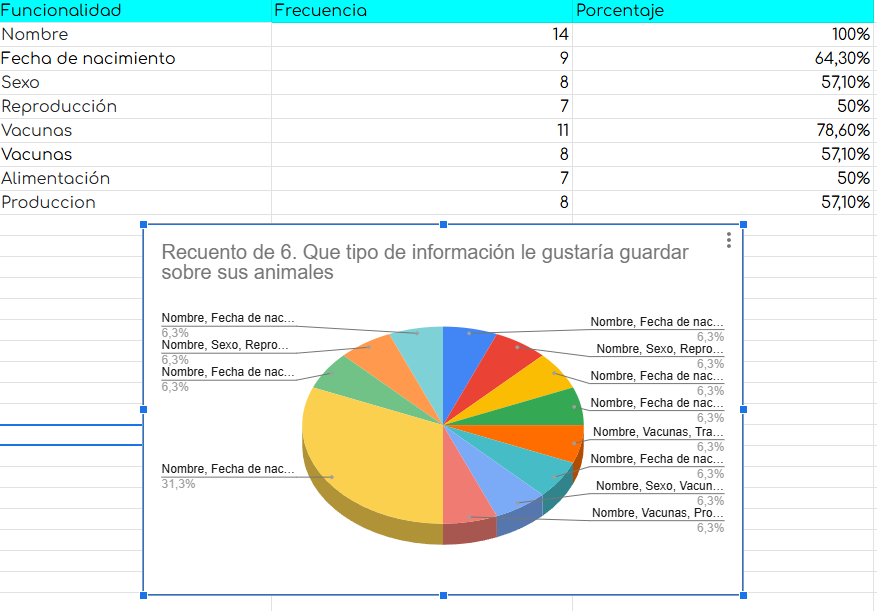 Funcionalidad Frecuencia Porcentaje
Nombre 14 100%
Fecha de nacimiento 9 64,30%
Sexo 8 57,10%
Reproducción 7 50%
Vacunas 11 78,60%
Vacunas 8 57,10%
Alimentación 7 50%
Produccion 8 57,10%
Recuento de 6. Que tipo de información le gustaría guardar
sobre sus animales
Nombre, Fecha de nac...
6,3%
Nombre, Sexo, Repro...
6,3%
Nombre, Fecha de nac...
6,3%
Nombre, Fecha de nac...
31,3%
Nombre, Fecha de nac...
6,3%
Nombre, Sexo, Repro...
6,3%
Nombre, Fecha de nac...
6,3%
Nombre, Fecha de nac...
6,3%
Nombre, Vacunas, Tra...
6,3%
Nombre, Fecha de nac...
6,3%
Nombre, Sexo, Vacun...
6,3%
Nombre, Vacunas, Pro...
6,3%